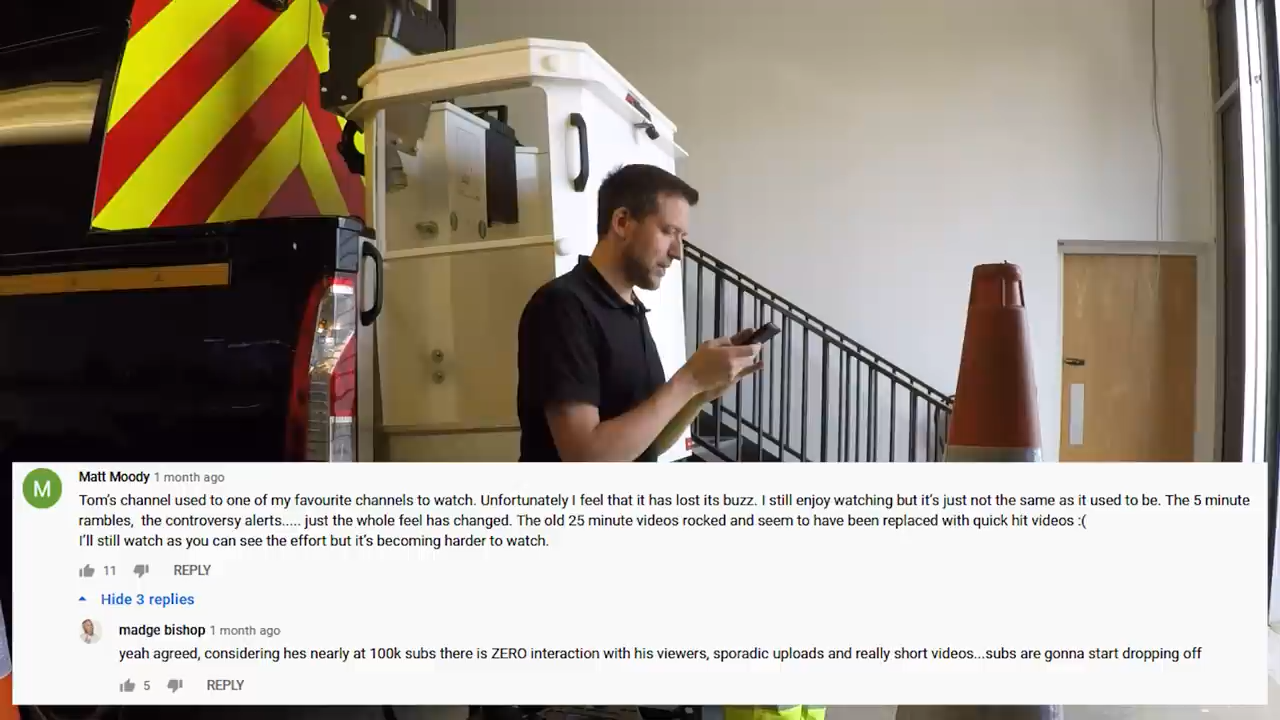 M
Matt Moody 1 month ago
Tom's channel used to one of my favourite channels to watch. Unfortunately I feel that it has lost its buzz. I still enjoy watching but it's just not the same as it used to be. The 5 minute
rambles,  the controversy alerts..... just the whole feel has changed. The old 25 minute videos rocked and seem to have been replaced with quick hit videos :(
I'll still watch as you can see the effort but it's becoming harder to watch.
11 REPLY
Hide 3 replies
madge bishop 1 month ago
yeah agreed, considering hes nearly at 100k subs there is ZERO interaction with his viewers, sporadic uploads and really short videos...subs are gonna start dropping off
5 REPLY